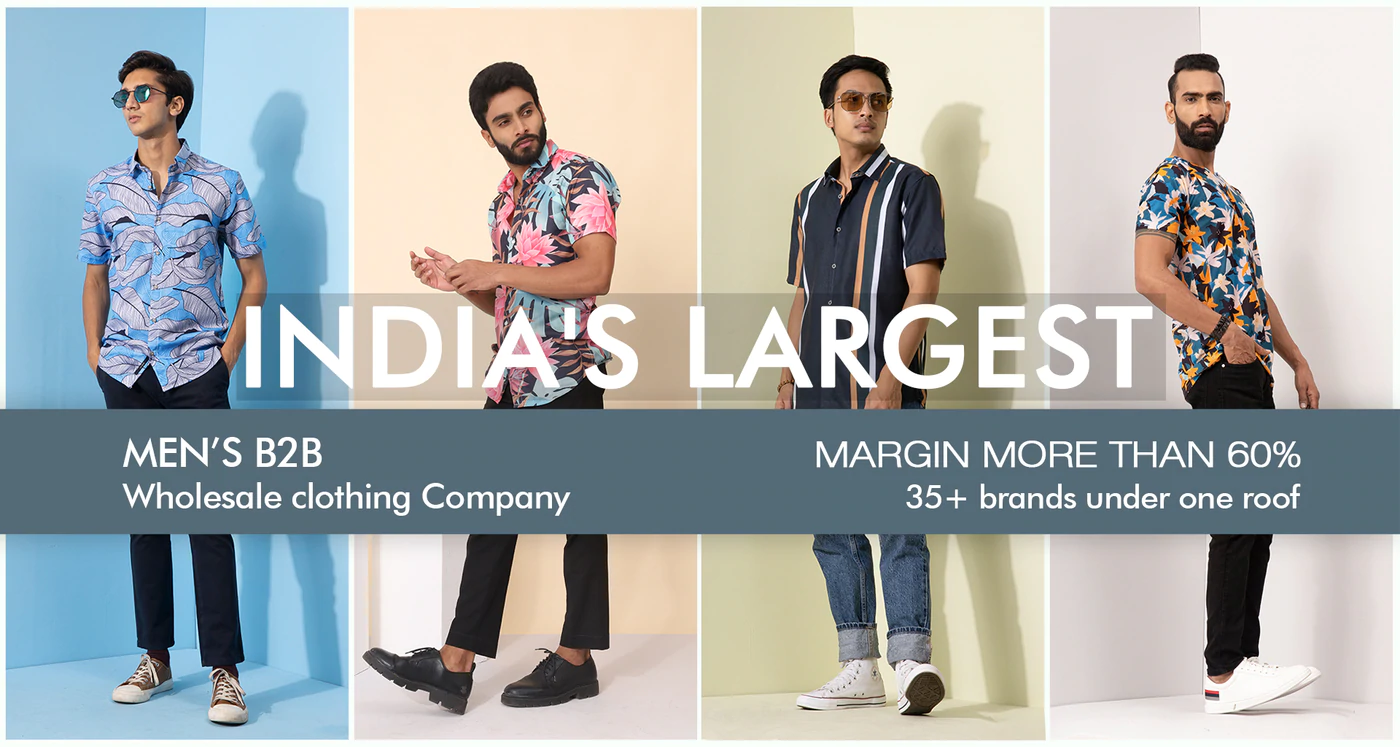 INDIA'S LARGEST
MEN’S B2B
Wholesale clothing Company
MARGIN MORE THAN 60%
35+ brands under one roof